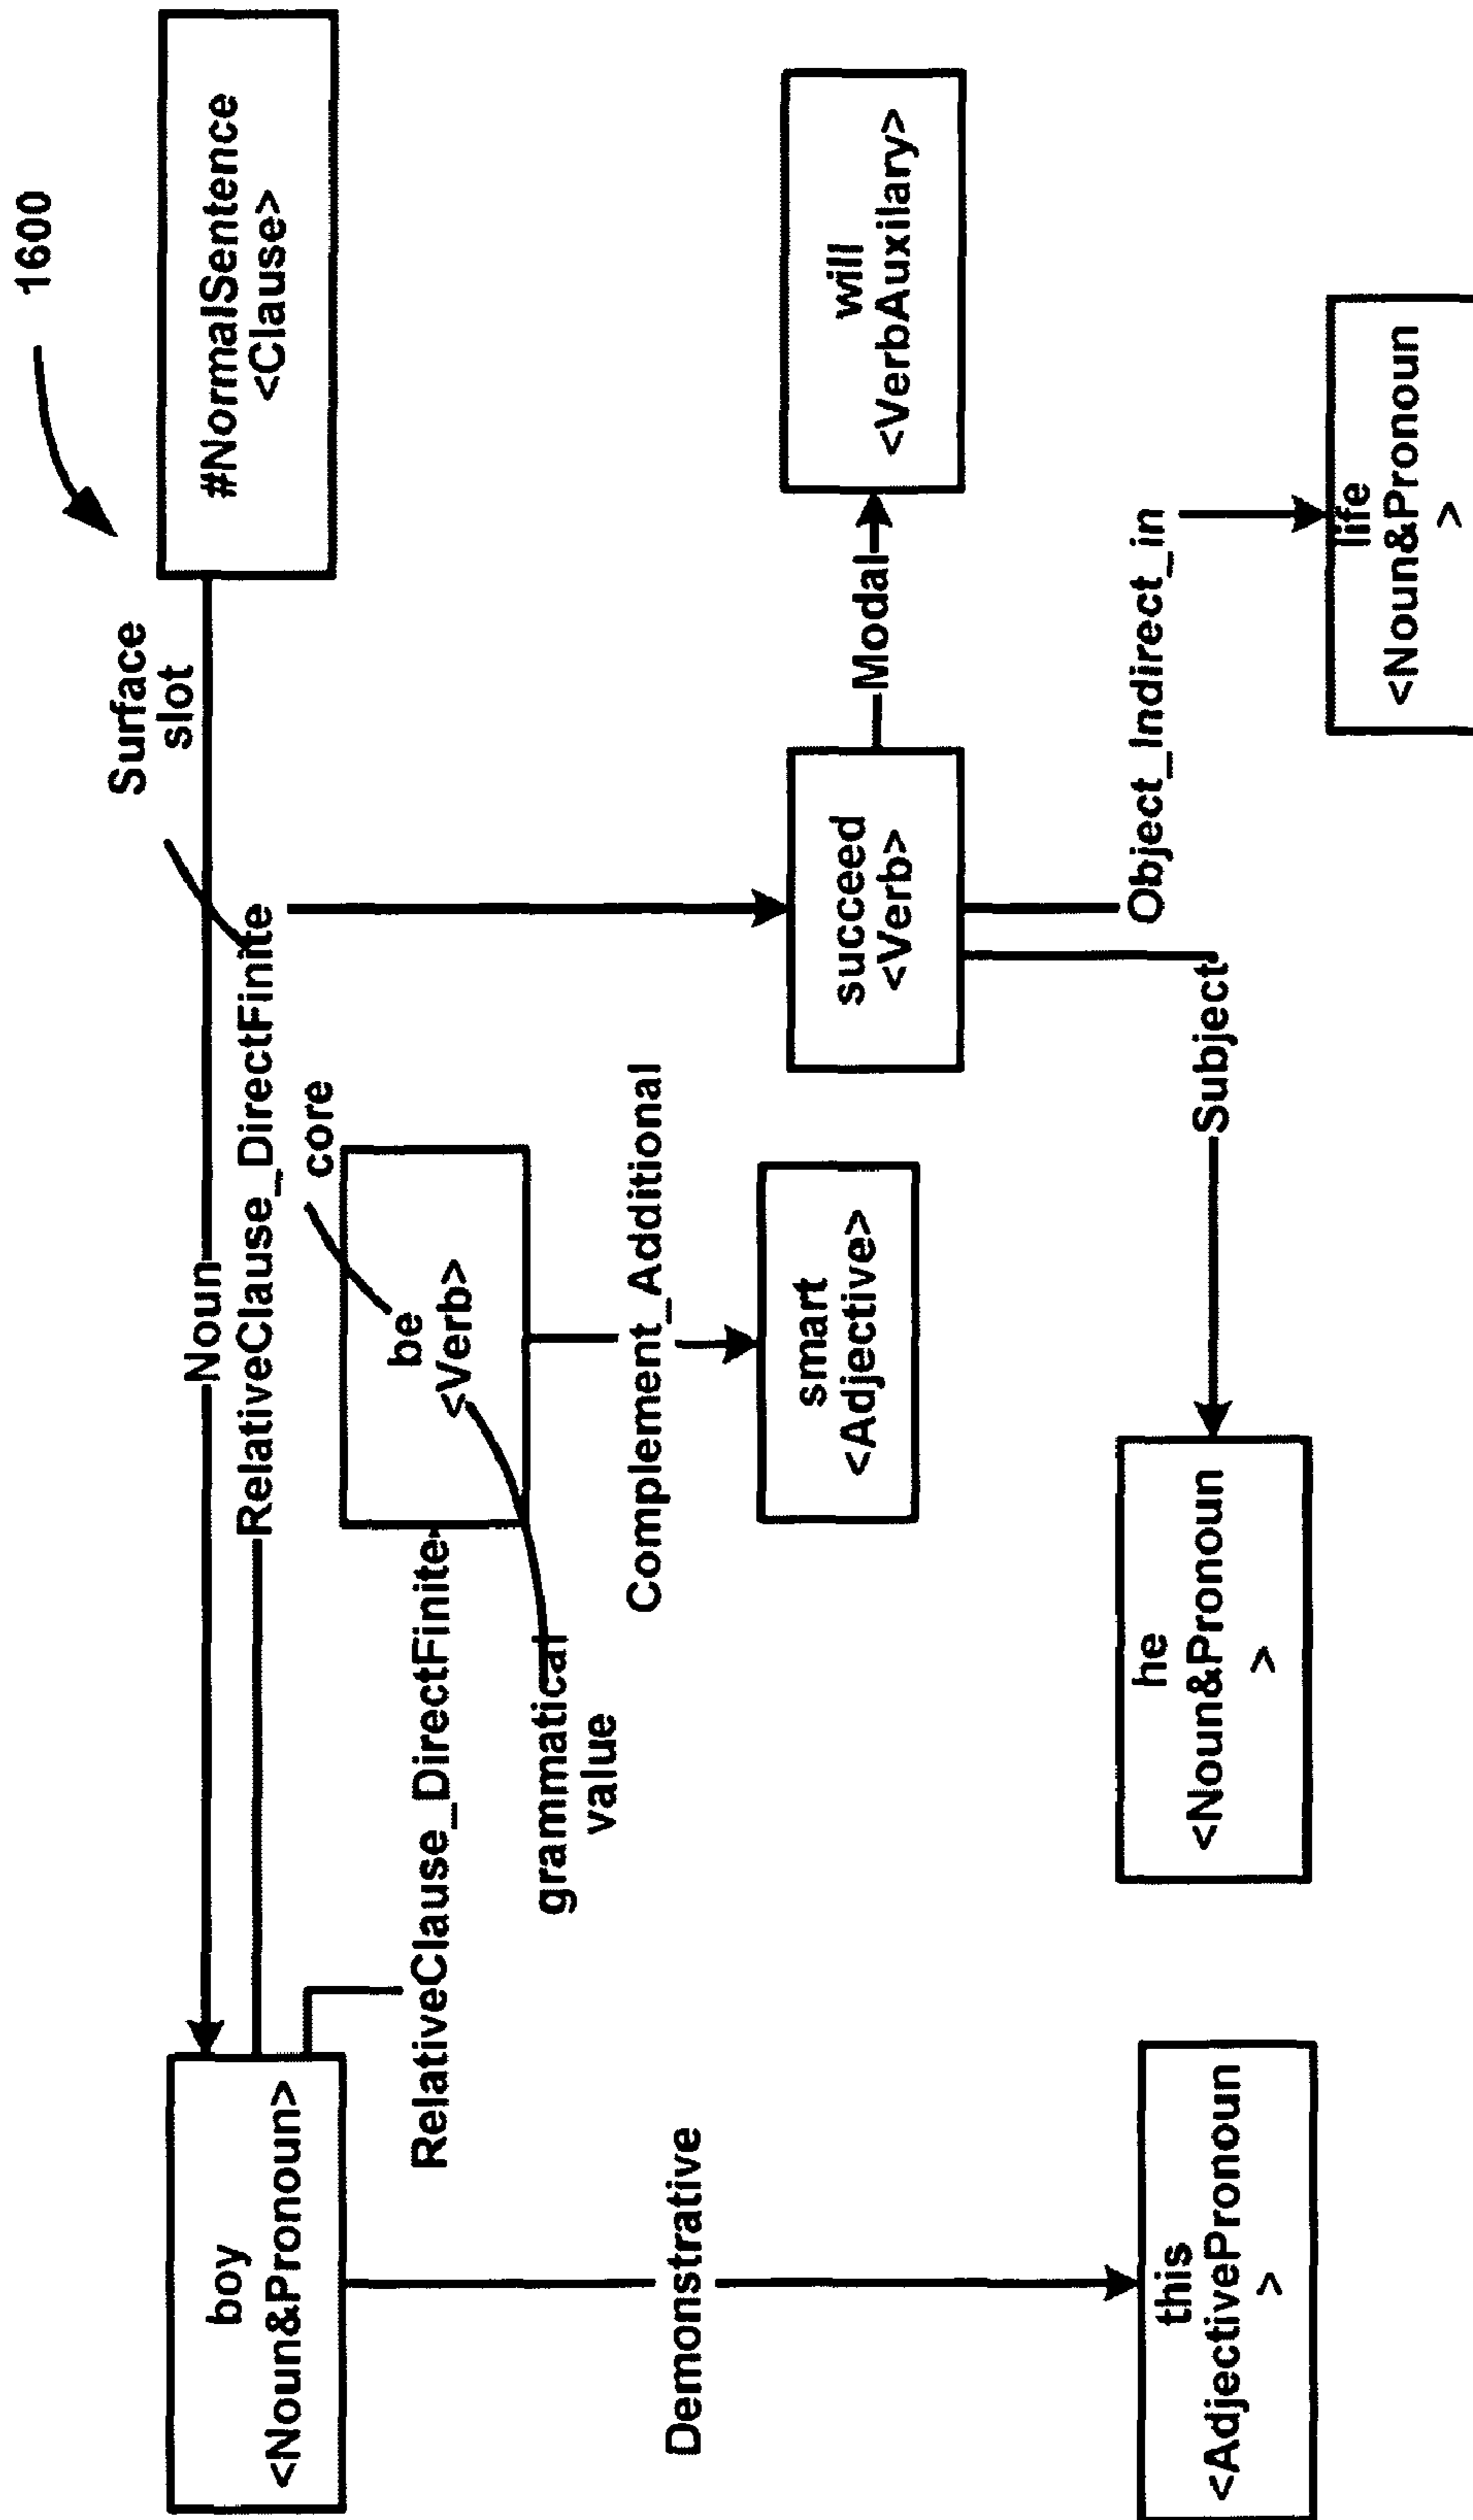 1600
#NormalSentence
<Clause>
Surface
slot
Noun
RelativeClause_DirectFinite
boy
<Noun&Pronoun>
core
be
<Verb>
RelativeClause_DirectFinite
grammatical
value
Complement_Additional
smart
<Adjective>
Demonstrative
this
<AdjectivePronoun
>
succeed
<Verb>
Modal
will
<VerbAuxilary>
Object_Indirect_in
life
<Noun&Pronoun
>
Subject
he
<Noun&Pronoun
>